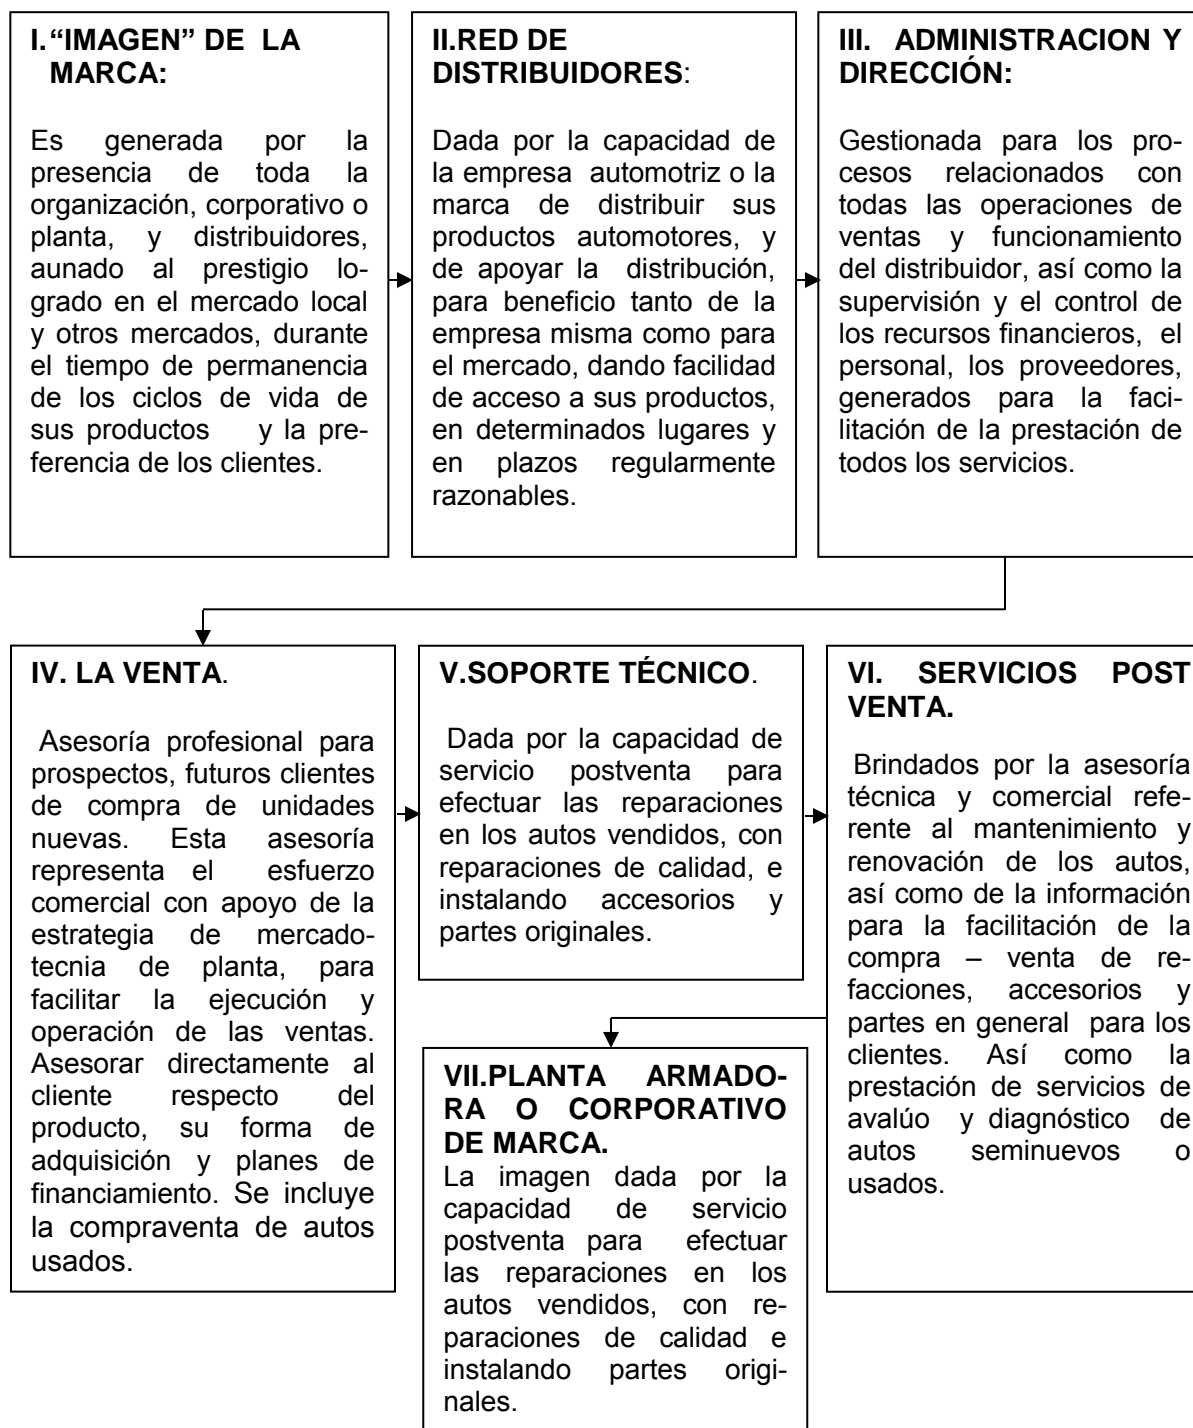 I. “IMAGEN” DE LA
MARCA:
Es generada por la
presencia de toda la
organización, corporativo o
planta, y distribuidores,
aunado al prestigio lo-
grado en el mercado local
y otros mercados, durante
el tiempo de permanencia
de los ciclos de vida de
sus productos y la pre-
ferencia de los clientes.
II.RED DE
DISTRIBUIDORES:
Dada por la capacidad de
la empresa automotriz o la
marca de distribuir sus
productos automotores, y
de apoyar la distribución,
para beneficio tanto de la
empresa misma como para
el mercado, dando facilidad
de acceso a sus productos,
en determinados lugares y
en plazos regularmente
razonables.
III. ADMINISTRACION Y
DIRECCIÓN:
Gestionada para los pro-
cesos relacionados con
todas las operaciones de
ventas y funcionamiento
del distribuidor, así como la
supervisión y el control de
los recursos financieros, el
personal, los proveedores,
generados para la faci-
litación de la prestación de
todos los servicios.
IV. LA VENTA.
Asesoría profesional para
prospectos, futuros clientes
de compra de unidades
nuevas. Esta asesoría
representa el esfuerzo
comercial con apoyo de la
estrategia de mercado-
tecnia de planta, para
facilitar la ejecución y
operación de las ventas.
Asesorar directamente al
cliente respecto del
producto, su forma de
adquisición y planes de
financiamiento. Se incluye
la compraventa de autos
usados.
V.SOPORTE TÉCNICO.
Dada por la capacidad de
servicio postventa para
efectuar las reparaciones
en los autos vendidos, con
reparaciones de calidad, e
instalando accesorios y
partes originales.
VI. SERVICIOS POST
VENTA.
Brindados por la asesoría
técnica y comercial refe-
rente al mantenimiento y
renovación de los autos,
así como de la información
para la facilitación de la
compra – venta de re-
facciones, accesorios y
partes en general para los
clientes. Así como la
prestación de servicios de
avalúo y diagnóstico de
autos seminuevos o
usados.
VII.PLANTA ARMADO-
RA O CORPORATIVO
DE MARCA.
La imagen dada por la
capacidad de servicio
postventa para efectuar
las reparaciones en los
autos vendidos, con re-
paraciones de calidad e
instalando partes origi-
nales.